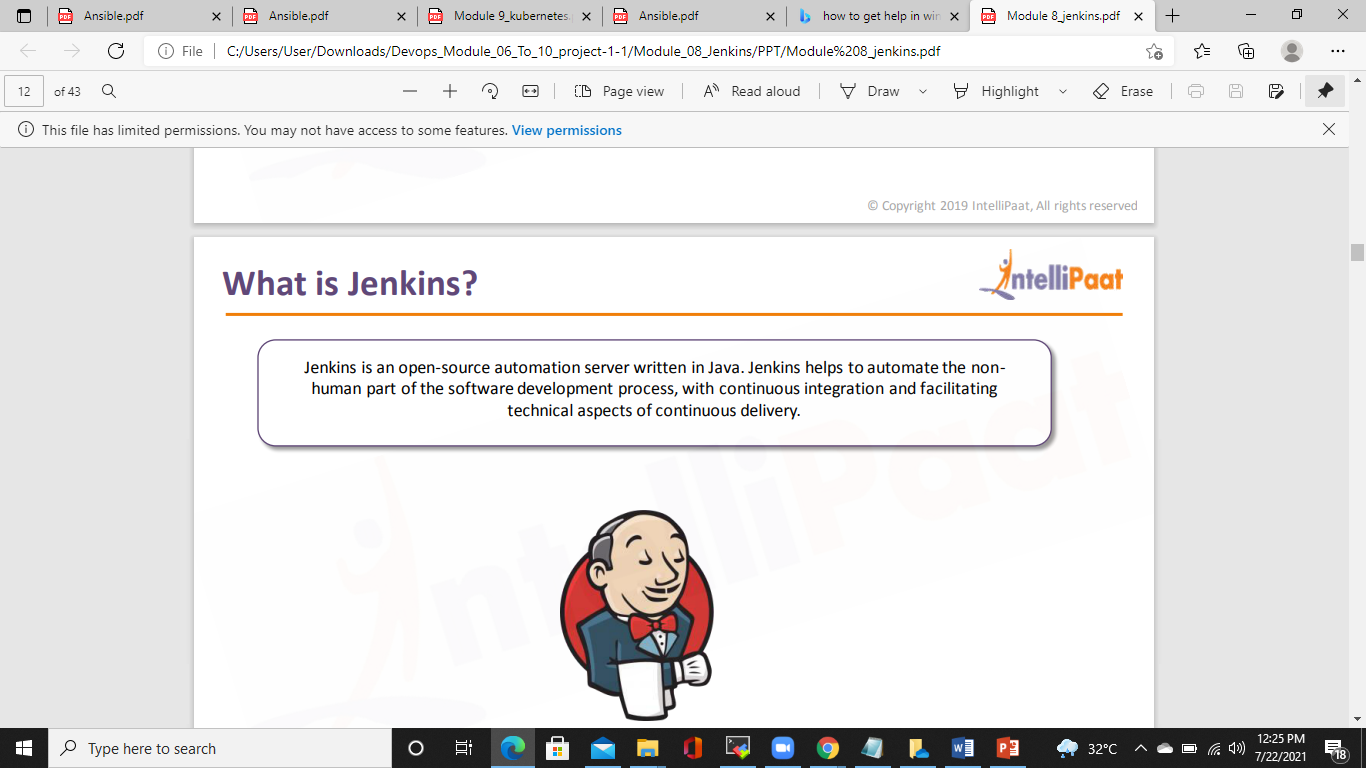 Ansible.pdf
Ansible.pdf
Module 9_kubernetes.
Ansible.pdf
how to get help in win
Module 8_jenkins.pdf
File
C:/Users/User/Downloads/Devops_Module_06_To_10_project-1-1/Module_08_Jenkins/PPT/Module%208_jenkins.pdf
12 of 43
Page view
Read aloud
Draw
Highlight
Erase
This file has limited permissions. You may not have access to some features. View permissions
© Copyright 2019 IntelliPaat, All rights reserved
What is Jenkins?
IntelliPaat
Jenkins is an open-source automation server written in Java. Jenkins helps to automate the non-
human part of the software development process, with continuous integration and facilitating
technical aspects of continuous delivery.
IntelliPaat
Type here to search
32°C
12:25 PM
7/22/2021
18